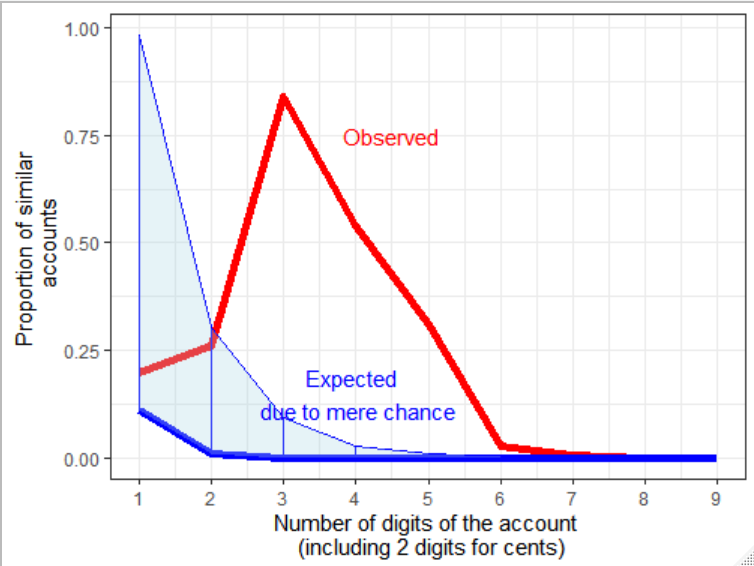 Proportion of similar
accounts
1.00
0.75
0.50
0.25
0.00
Observed
Expected
due to mere chance
1 2 3 4 5 6 7 8 9
Number of digits of the account
(including 2 digits for cents)